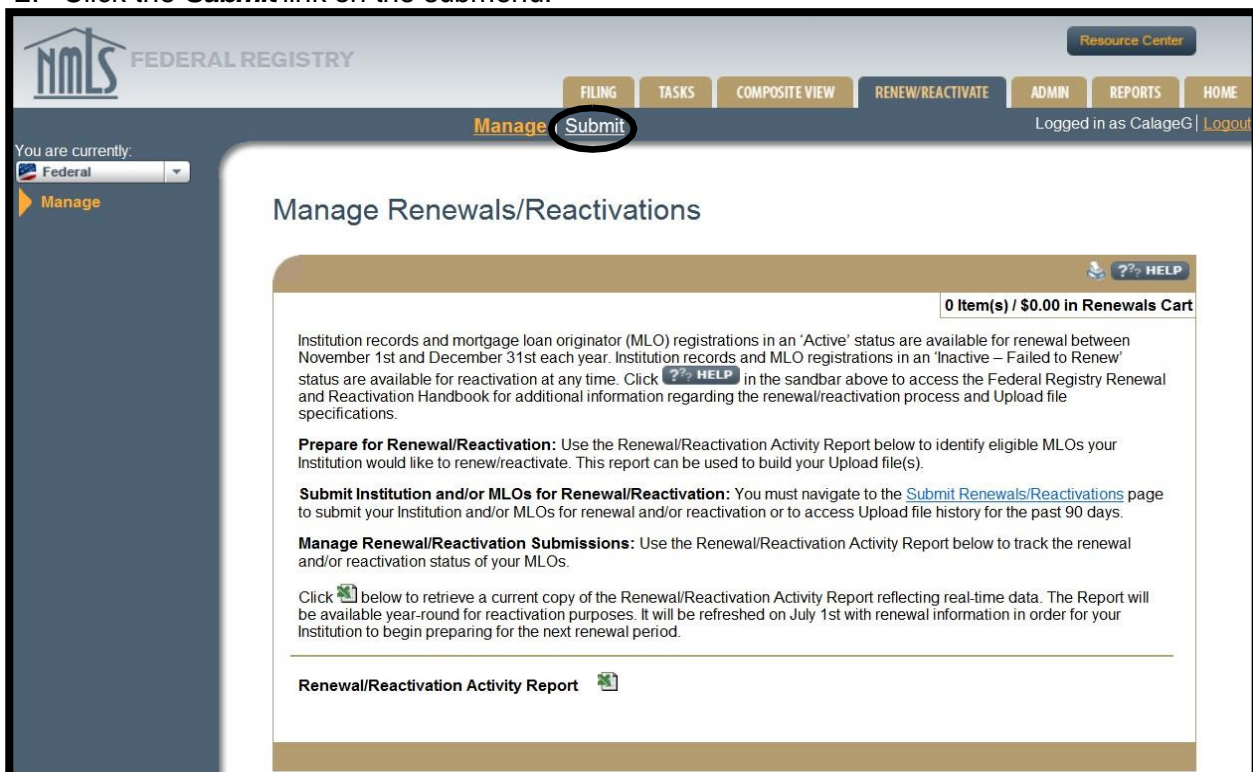 2. Click the Submit link on the submenu.
NMLS FEDERAL REGISTRY
Resource Center
FILING TASKS COMPOSITE VIEW RENEW/REACTIVATE ADMIN REPORTS HOME
Manage | Submit
Logged in as CalageG | Logout
You are currently:
Federal
Manage
Manage Renewals/Reactivations
??? HELP
0 Item(s) / $0.00 in Renewals Cart
Institution records and mortgage loan originator (MLO) registrations in an 'Active' status are available for renewal between
November 1st and December 31st each year. Institution records and MLO registrations in an 'Inactive – Failed to Renew'
status are available for reactivation at any time. Click ??? HELP in the sandbar above to access the Federal Registry Renewal
and Reactivation Handbook for additional information regarding the renewal/reactivation process and Upload file
specifications.
Prepare for Renewal/Reactivation: Use the Renewal/Reactivation Activity Report below to identify eligible MLOs your
Institution would like to renew/reactivate. This report can be used to build your Upload file(s).
Submit Institution and/or MLOs for Renewal/Reactivation: You must navigate to the Submit Renewals/Reactivations page
to submit your Institution and/or MLOs for renewal and/or reactivation or to access Upload file history for the past 90 days.
Manage Renewal/Reactivation Submissions: Use the Renewal/Reactivation Activity Report below to track the renewal
and/or reactivation status of your MLOs.
Click below to retrieve a current copy of the Renewal/Reactivation Activity Report reflecting real-time data. The Report will
be available year-round for reactivation purposes. It will be refreshed on July 1st with renewal information in order for your
Institution to begin preparing for the next renewal period.
Renewal/Reactivation Activity Report